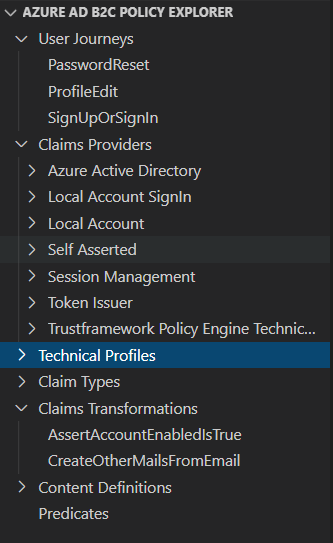 AZURE AD B2C POLICY EXPLORER
User Journeys
PasswordReset
ProfileEdit
SignUpOrSignIn
Claims Providers
Azure Active Directory
Local Account SignIn
Local Account
Self Asserted
Session Management
Token Issuer
Trustframework Policy Engine Technic...
Technical Profiles
Claim Types
Claims Transformations
AssertAccountEnabledIsTrue
CreateOtherMailsFromEmail
Content Definitions
Predicates